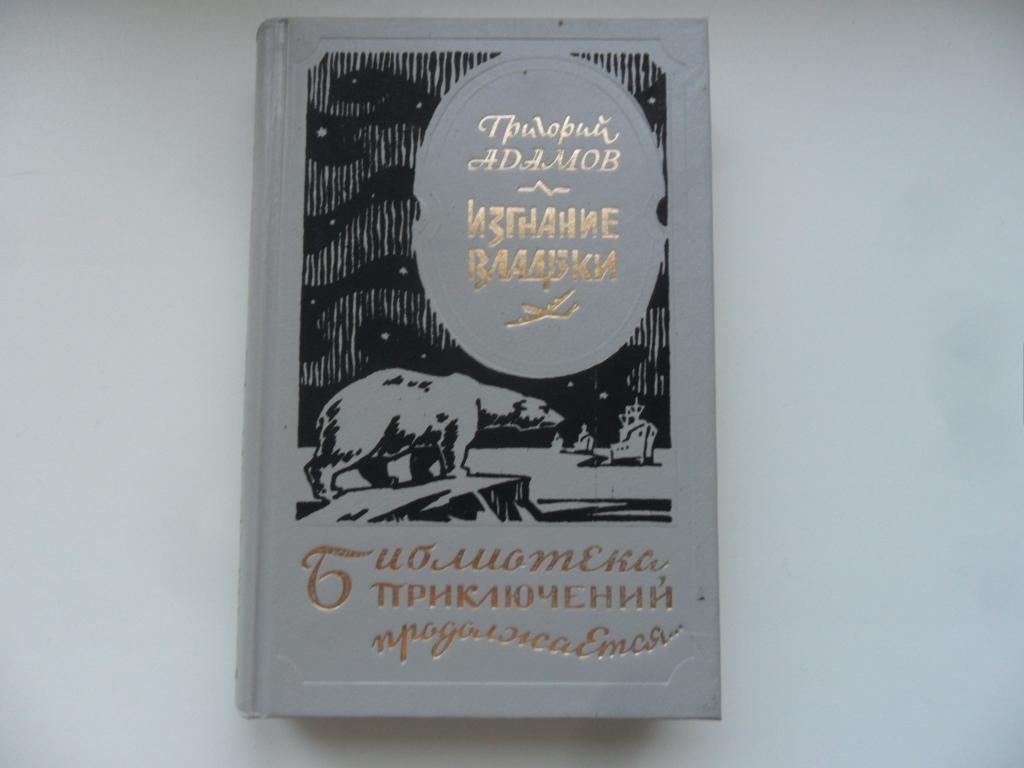 Григорий
АДАМОВ
ИЗГНАНИЕ
ВЛАДЫКИ
Библиотека
ПРИКЛЮЧЕНИЙ
продолжается...